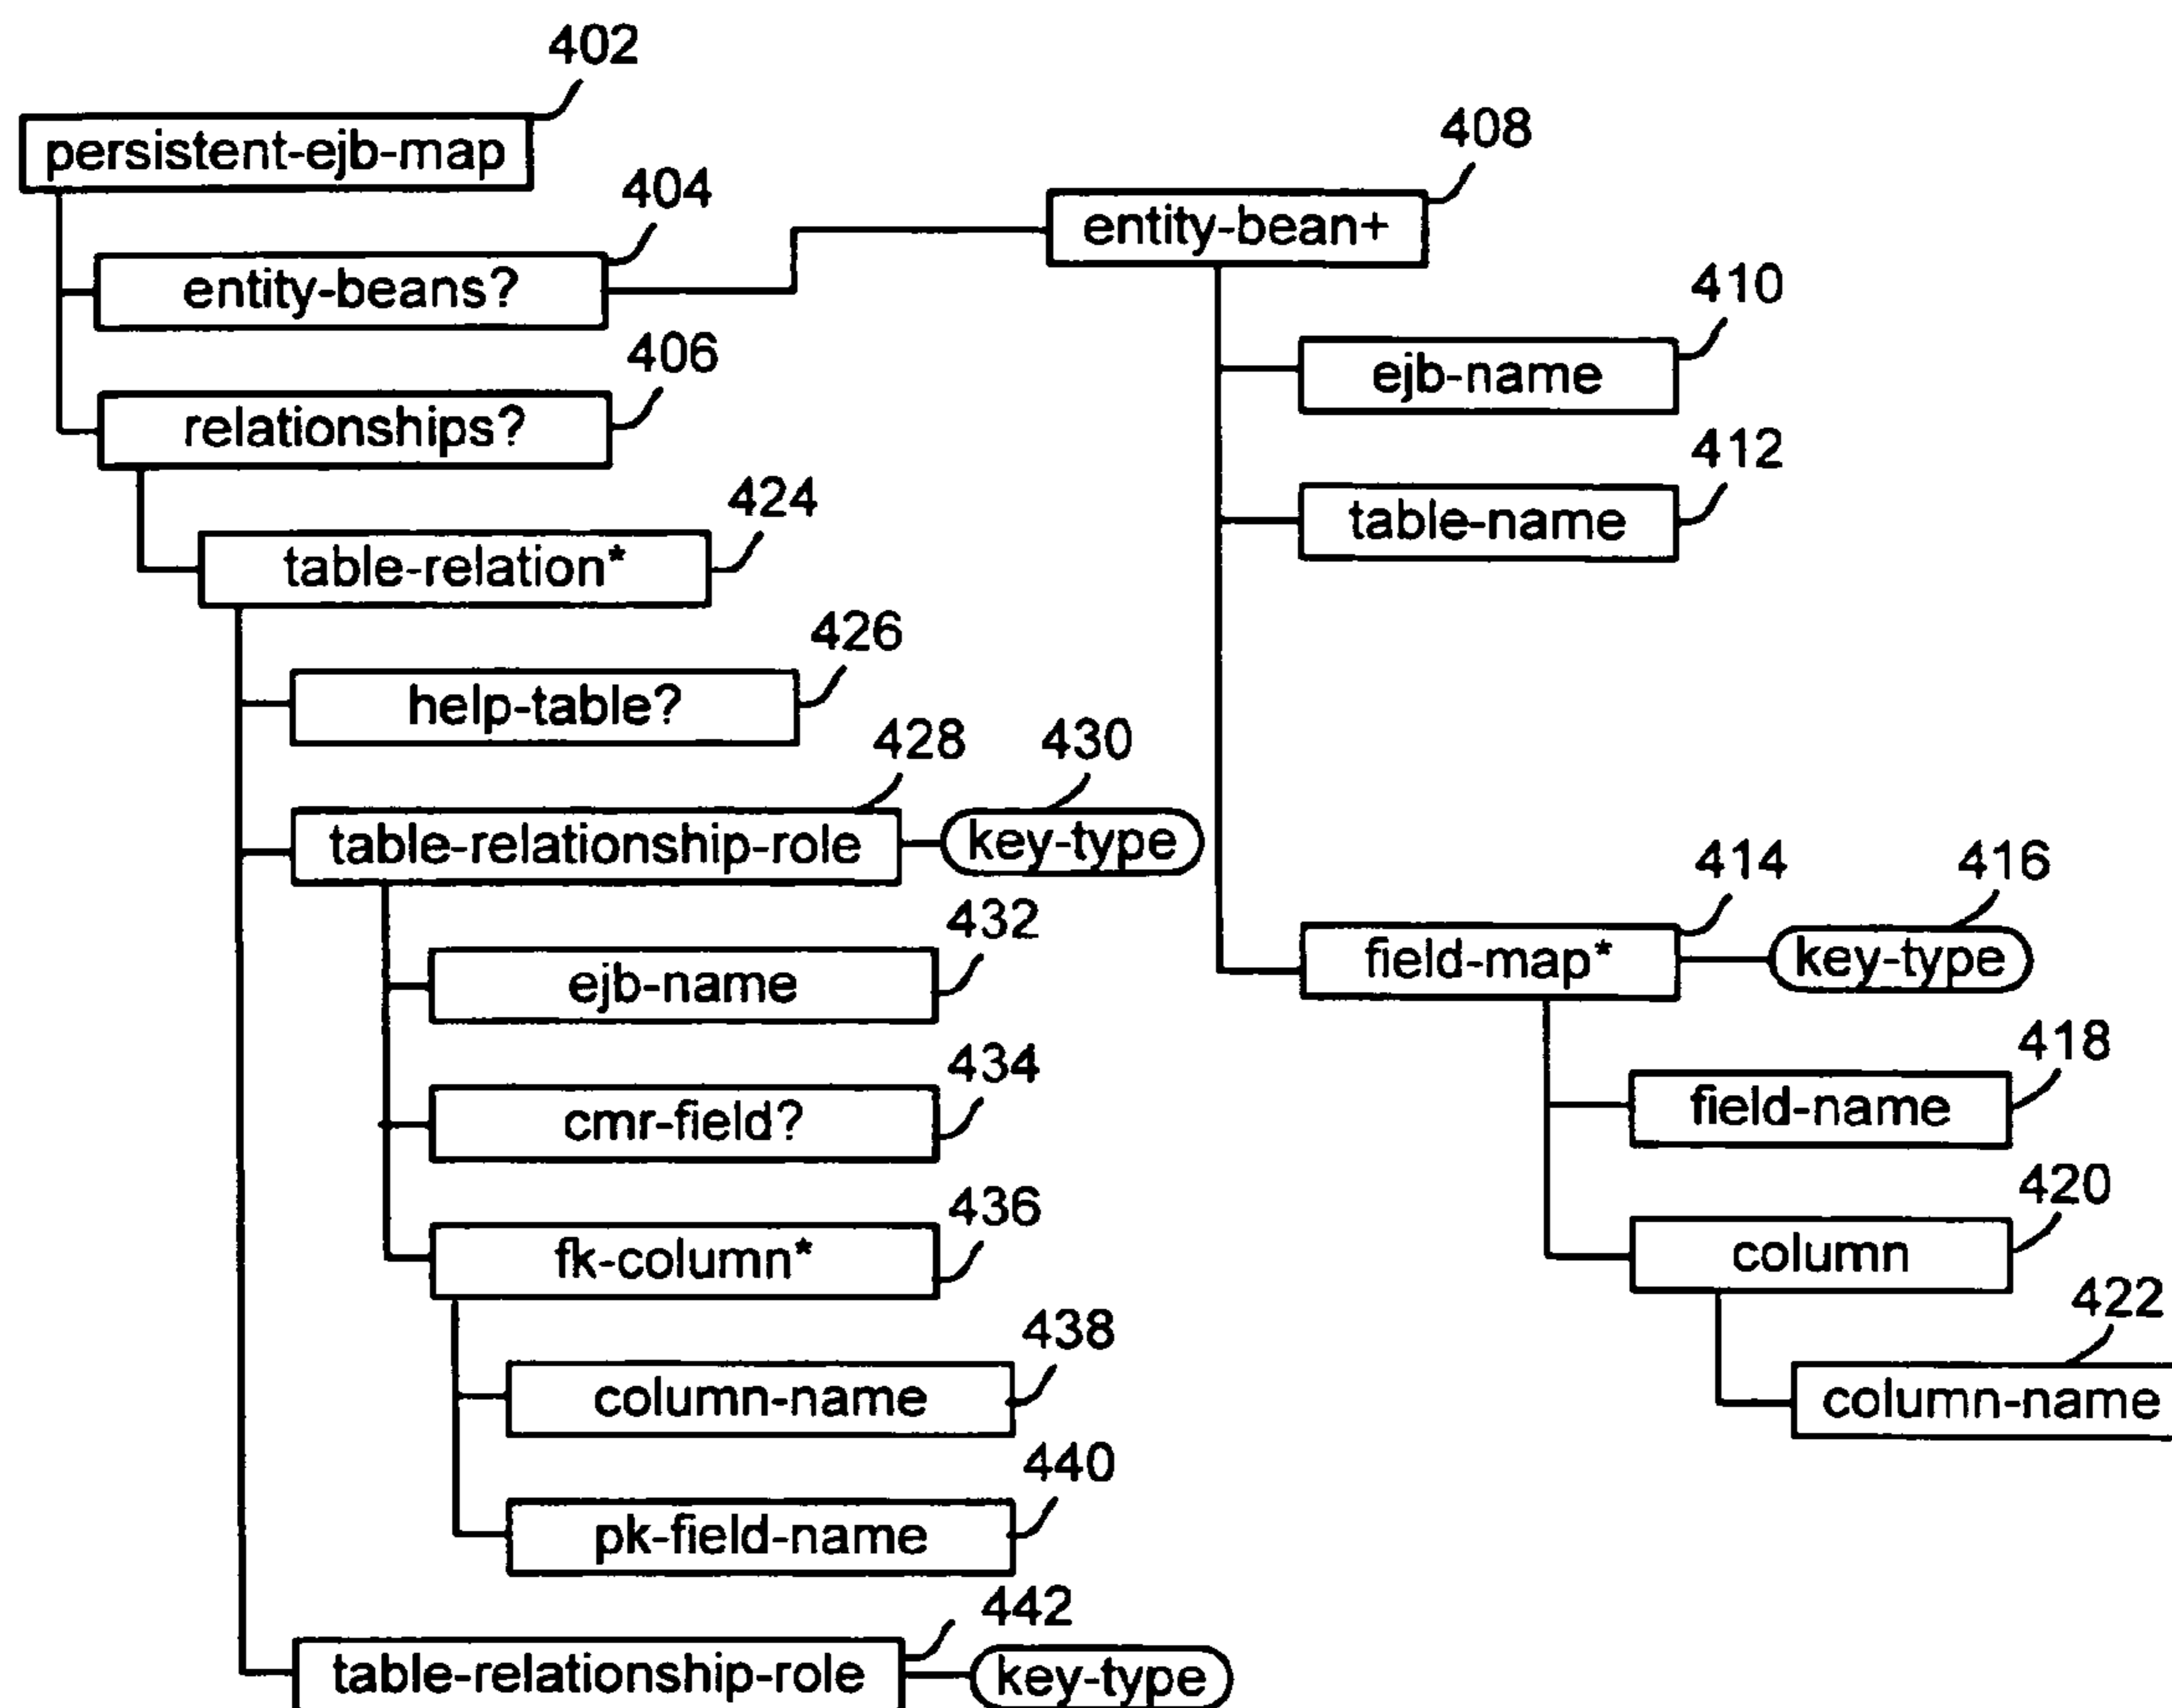 402
persistent-ejb-map
404
entity-beans?
406
relationships?
424
table-relation*
426
help-table?
428
430
table-relationship-role
key-type
432
ejb-name
434
cmr-field?
436
fk-column*
438
column-name
440
pk-field-name
442
table-relationship-role
key-type
408
entity-bean+
410
ejb-name
412
table-name
414
416
field-map*
key-type
418
field-name
420
column
422
column-name